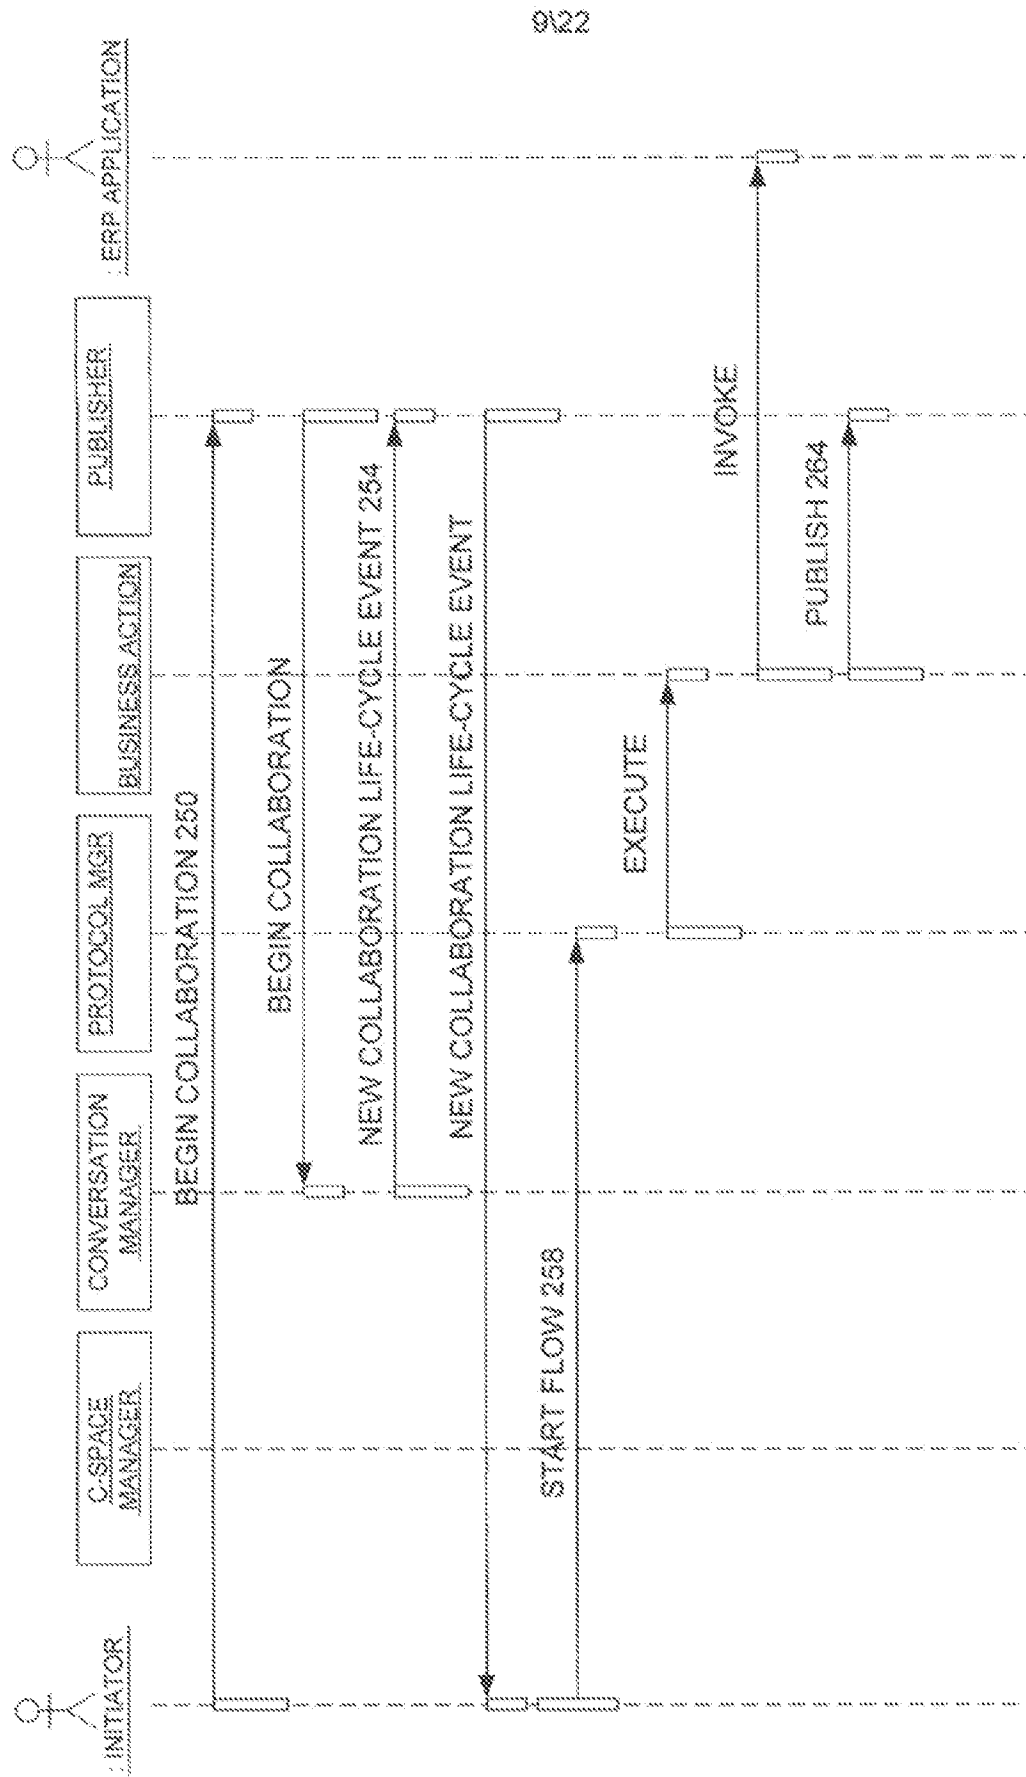 9\22
: INITIATOR
C-SPACE
MANAGER
CONVERSATION
MANAGER
PROTOCOL MGR
BUSINESS ACTION
PUBLISHER
: ERP APPLICATION
BEGIN COLLABORATION 250
BEGIN COLLABORATION
NEW COLLABORATION LIFE-CYCLE EVENT 254
NEW COLLABORATION LIFE-CYCLE EVENT
START FLOW 258
EXECUTE
INVOKE
PUBLISH 264